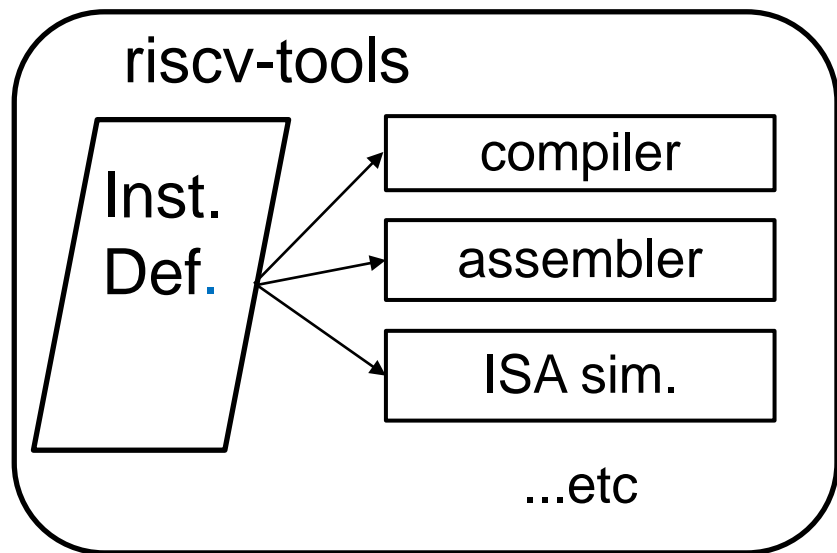 riscv-tools
Inst.
Def.
compiler
assembler
ISA sim.
...etc